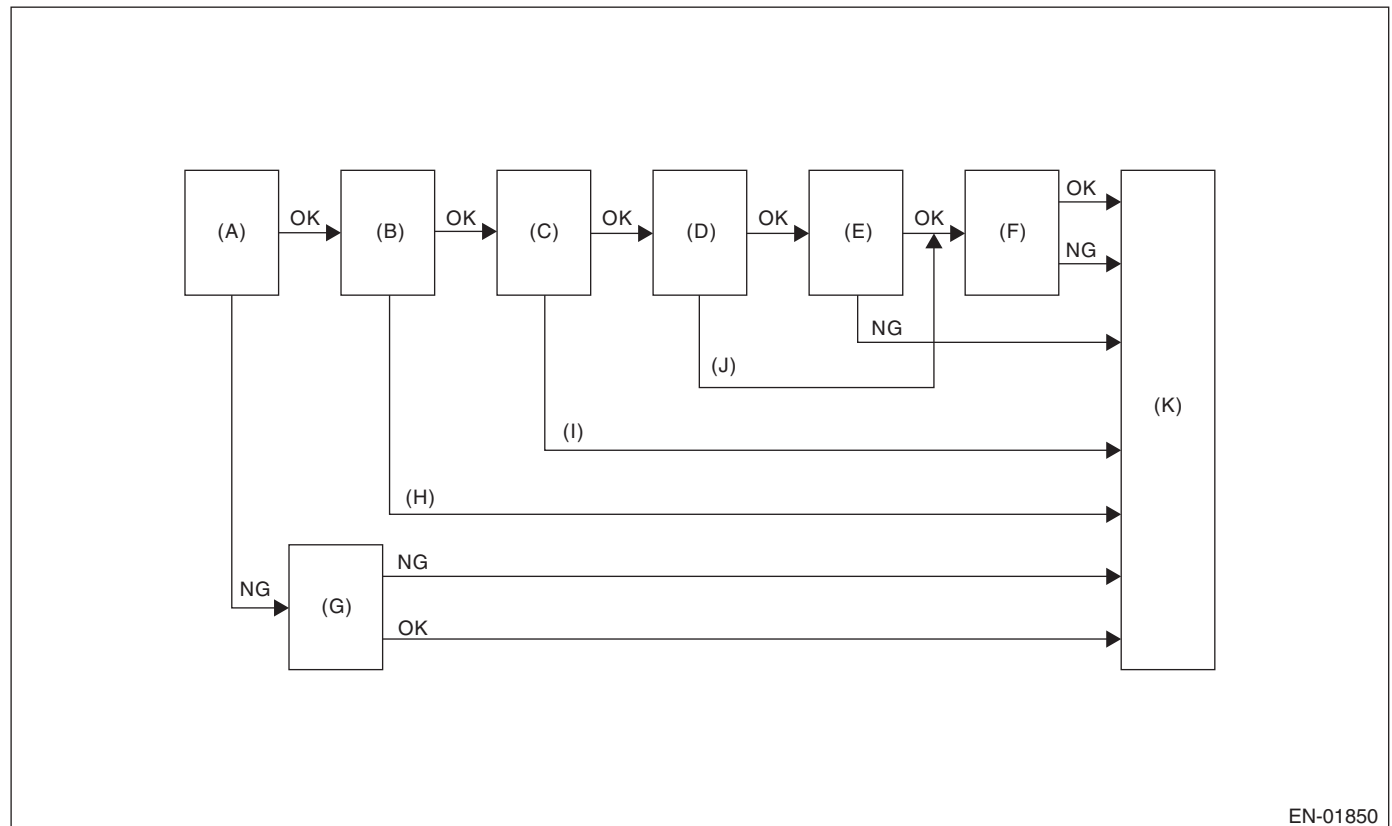 OK
NG
(A) OK (B) OK (C) OK (D) OK (E) OK (F)
NG
(J)
(K)
(I)
(H)
NG
NG
(G)
OK
EN-01850